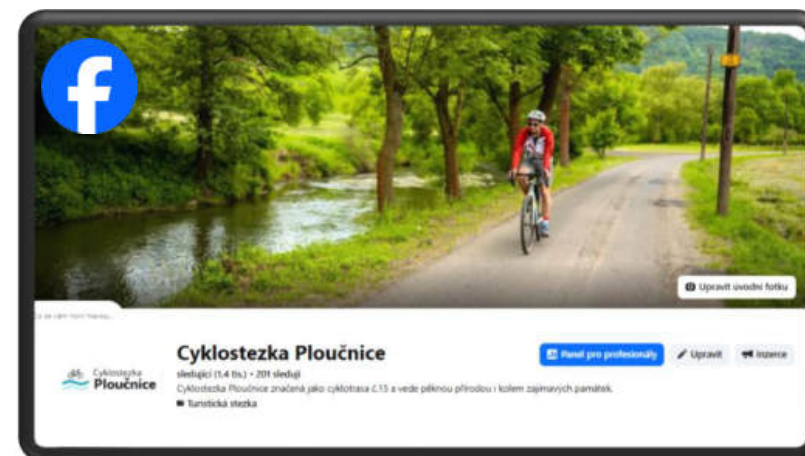 Upravit úvodní fotku
Cyklostezka Ploučnice
sledující (1,4 tis.) • 201 sleduji
Cyklostezka Ploučnice značená jako cyklotrasa č.15 a vede pěknou přírodou i kolem zajímavých památek.
Turistická stezka
Panel pro profesionály
Upravit
Inzerce
Cyklostezka
Ploučnice